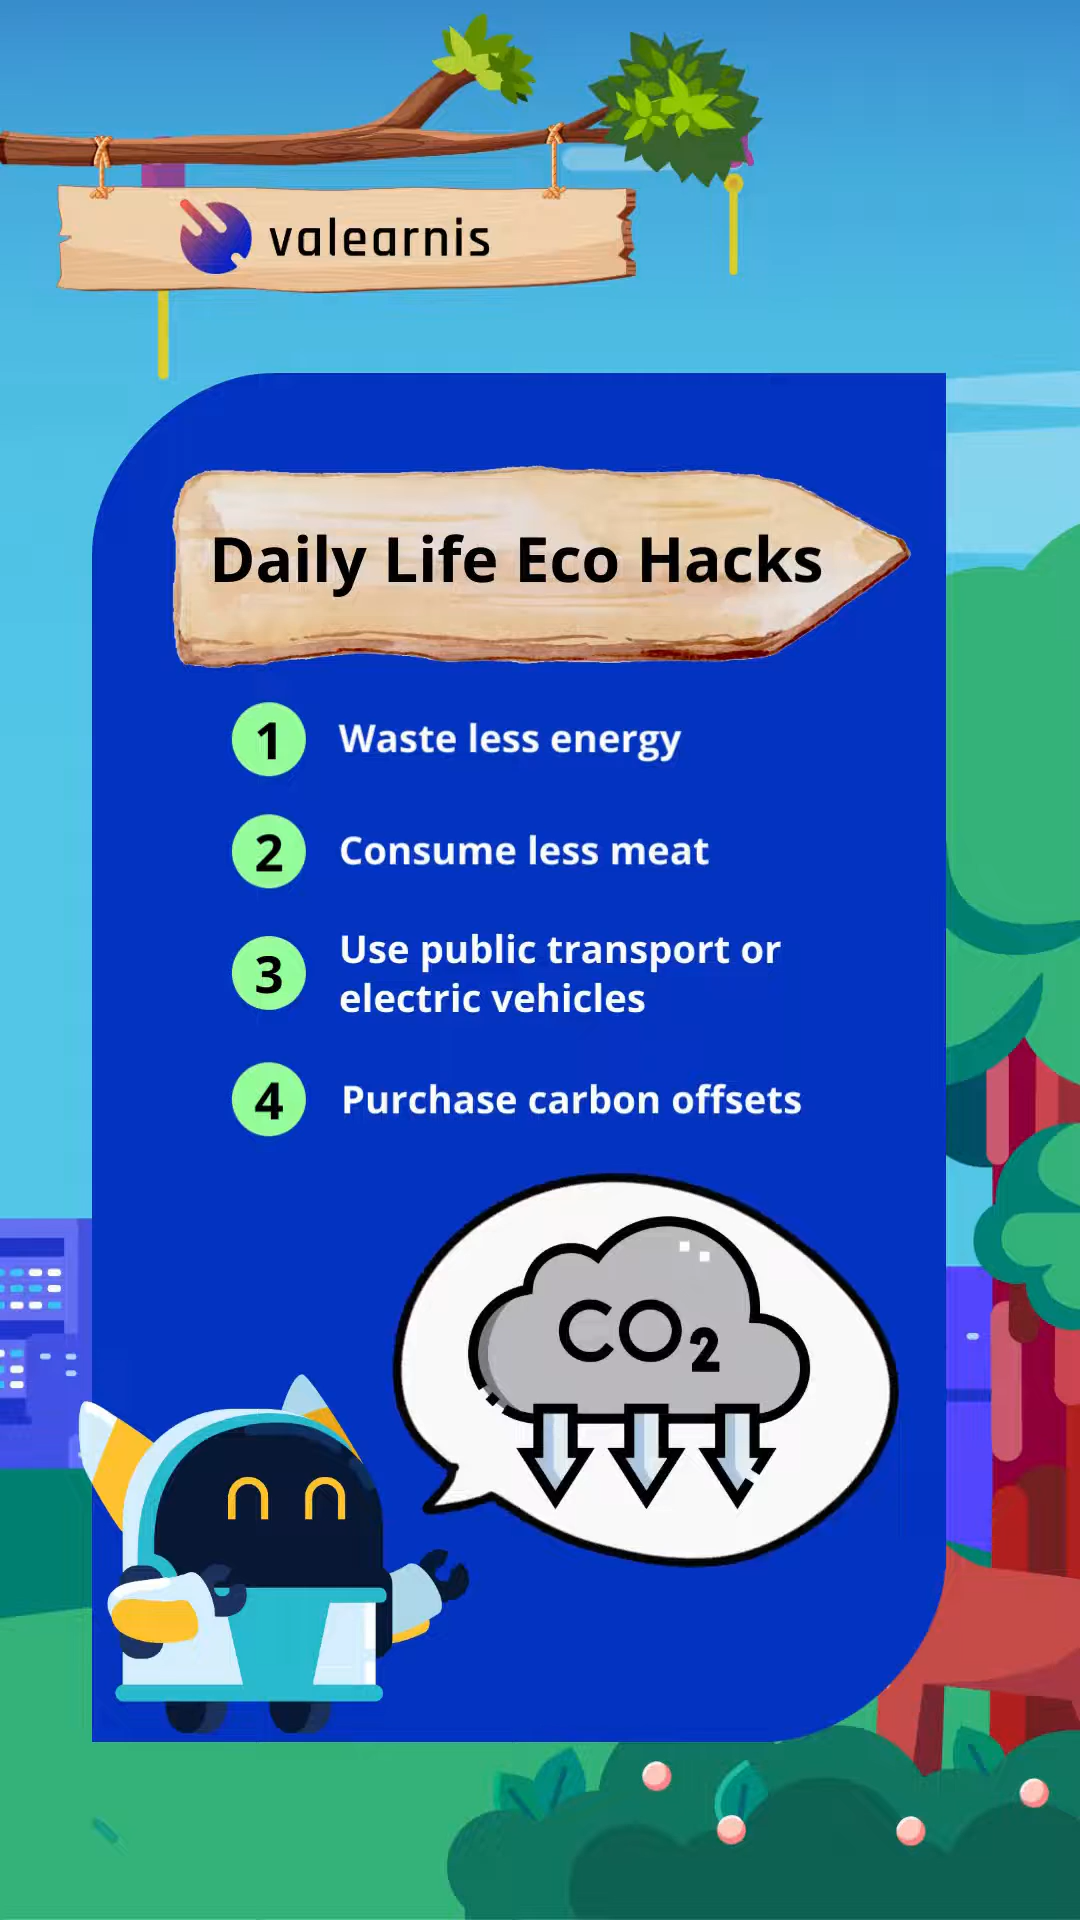 valearnis
Daily Life Eco Hacks
1 Waste less energy
2 Consume less meat
3 Use public transport or
electric vehicles
4 Purchase carbon offsets
CO2